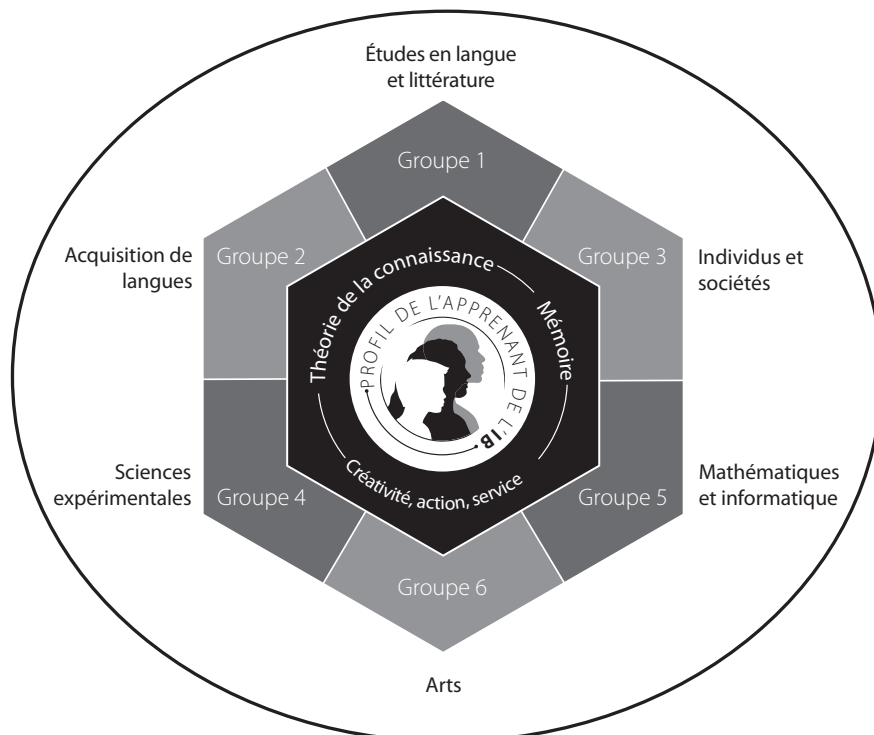 Études en langue
et littérature
Groupe 1
Acquisition de
langues
Groupe 2
Groupe 3
Individus et
sociétés
Théorie de la connaissance
Mémoire
PROFIL DE L'APPRENANT DE L'IB
Créativité, action, service
Sciences
expérimentales
Groupe 4
Groupe 5
Mathématiques
et informatique
Groupe 6
Arts